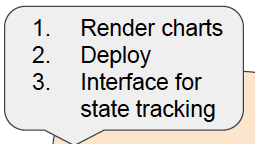 1. Render charts
2. Deploy
3. Interface for
state tracking